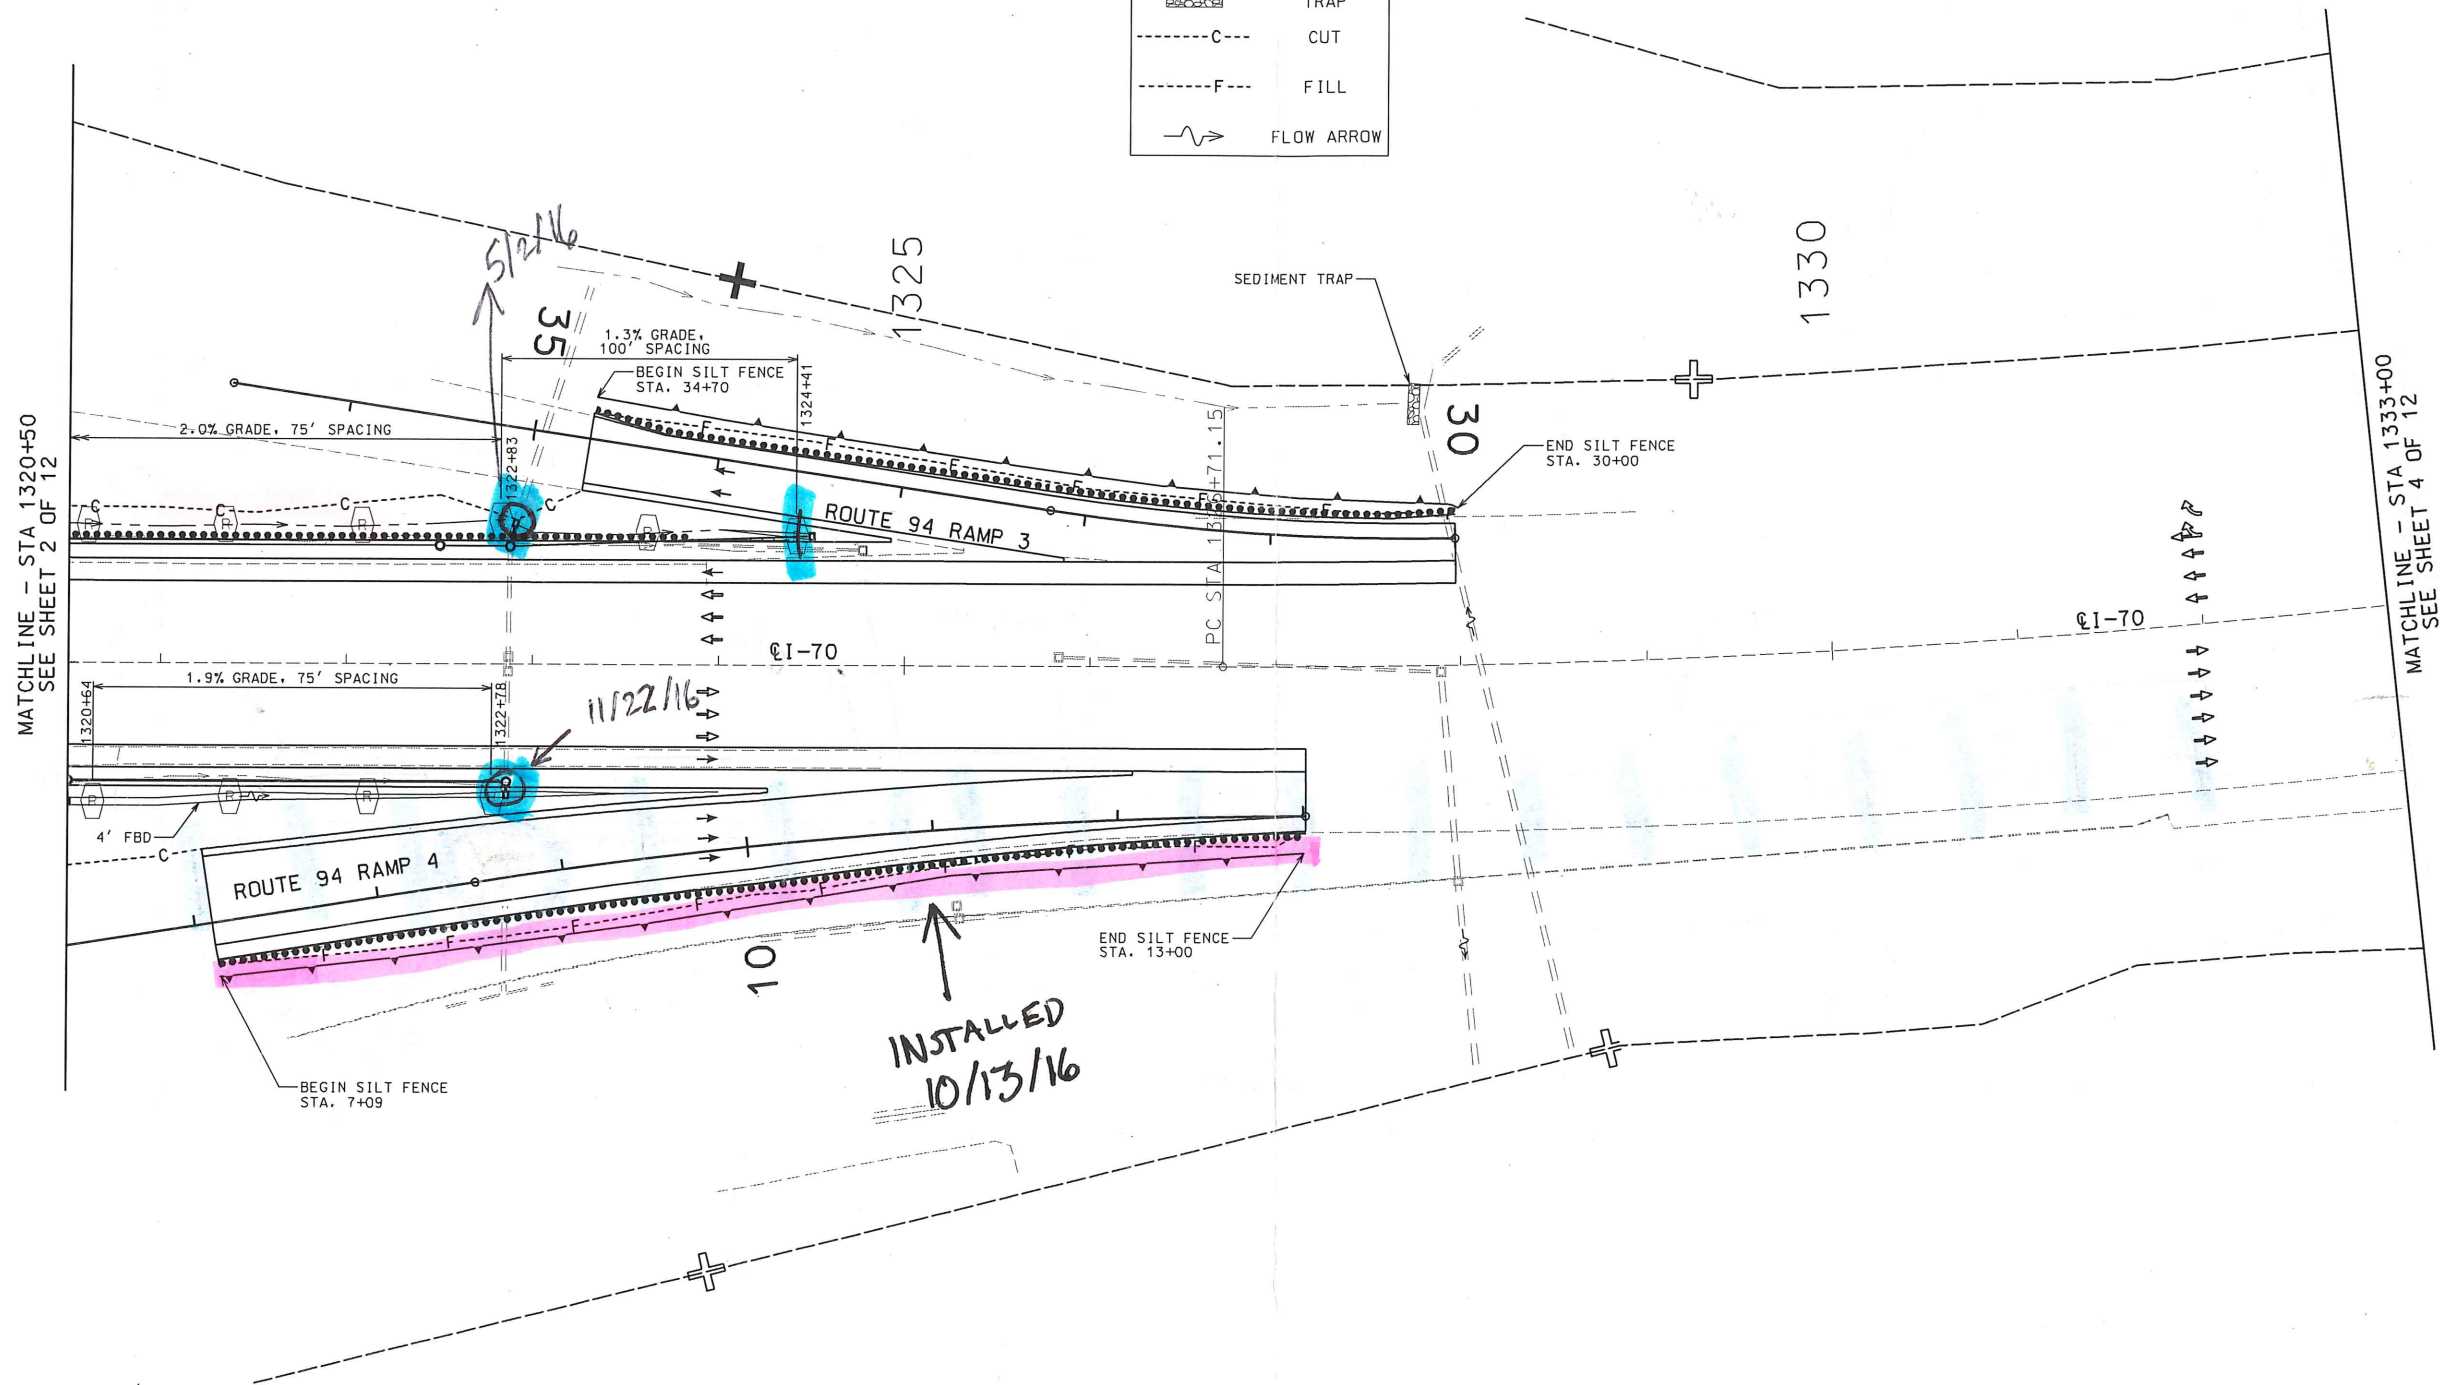 TRAP
C CUT
F FILL
FLOW ARROW
5/2/16
35
1325
1330
SEDIMENT TRAP
1.3% GRADE,
100' SPACING
BEGIN SILT FENCE
STA. 34+70
1324+41
30
END SILT FENCE
STA. 30+00
MATCHLINE - STA 1320+50
SEE SHEET 2 OF 12
MATCHLINE - STA 1333+00
SEE SHEET 4 OF 12
2.0% GRADE, 75' SPACING
1322+83
C
C
C
C
R
R
R
R
F
F
F
F
F
F
ROUTE 94 RAMP 3
PC STA 1326+71.15
℄I-70
℄I-70
1.9% GRADE, 75' SPACING
1320+64
1322+78
11/22/16
R
R
R
4' FBD
C
ROUTE 94 RAMP 4
F
F
F
F
F
F
F
F
10
END SILT FENCE
STA. 13+00
INSTALLED
10/13/16
BEGIN SILT FENCE
STA. 7+09